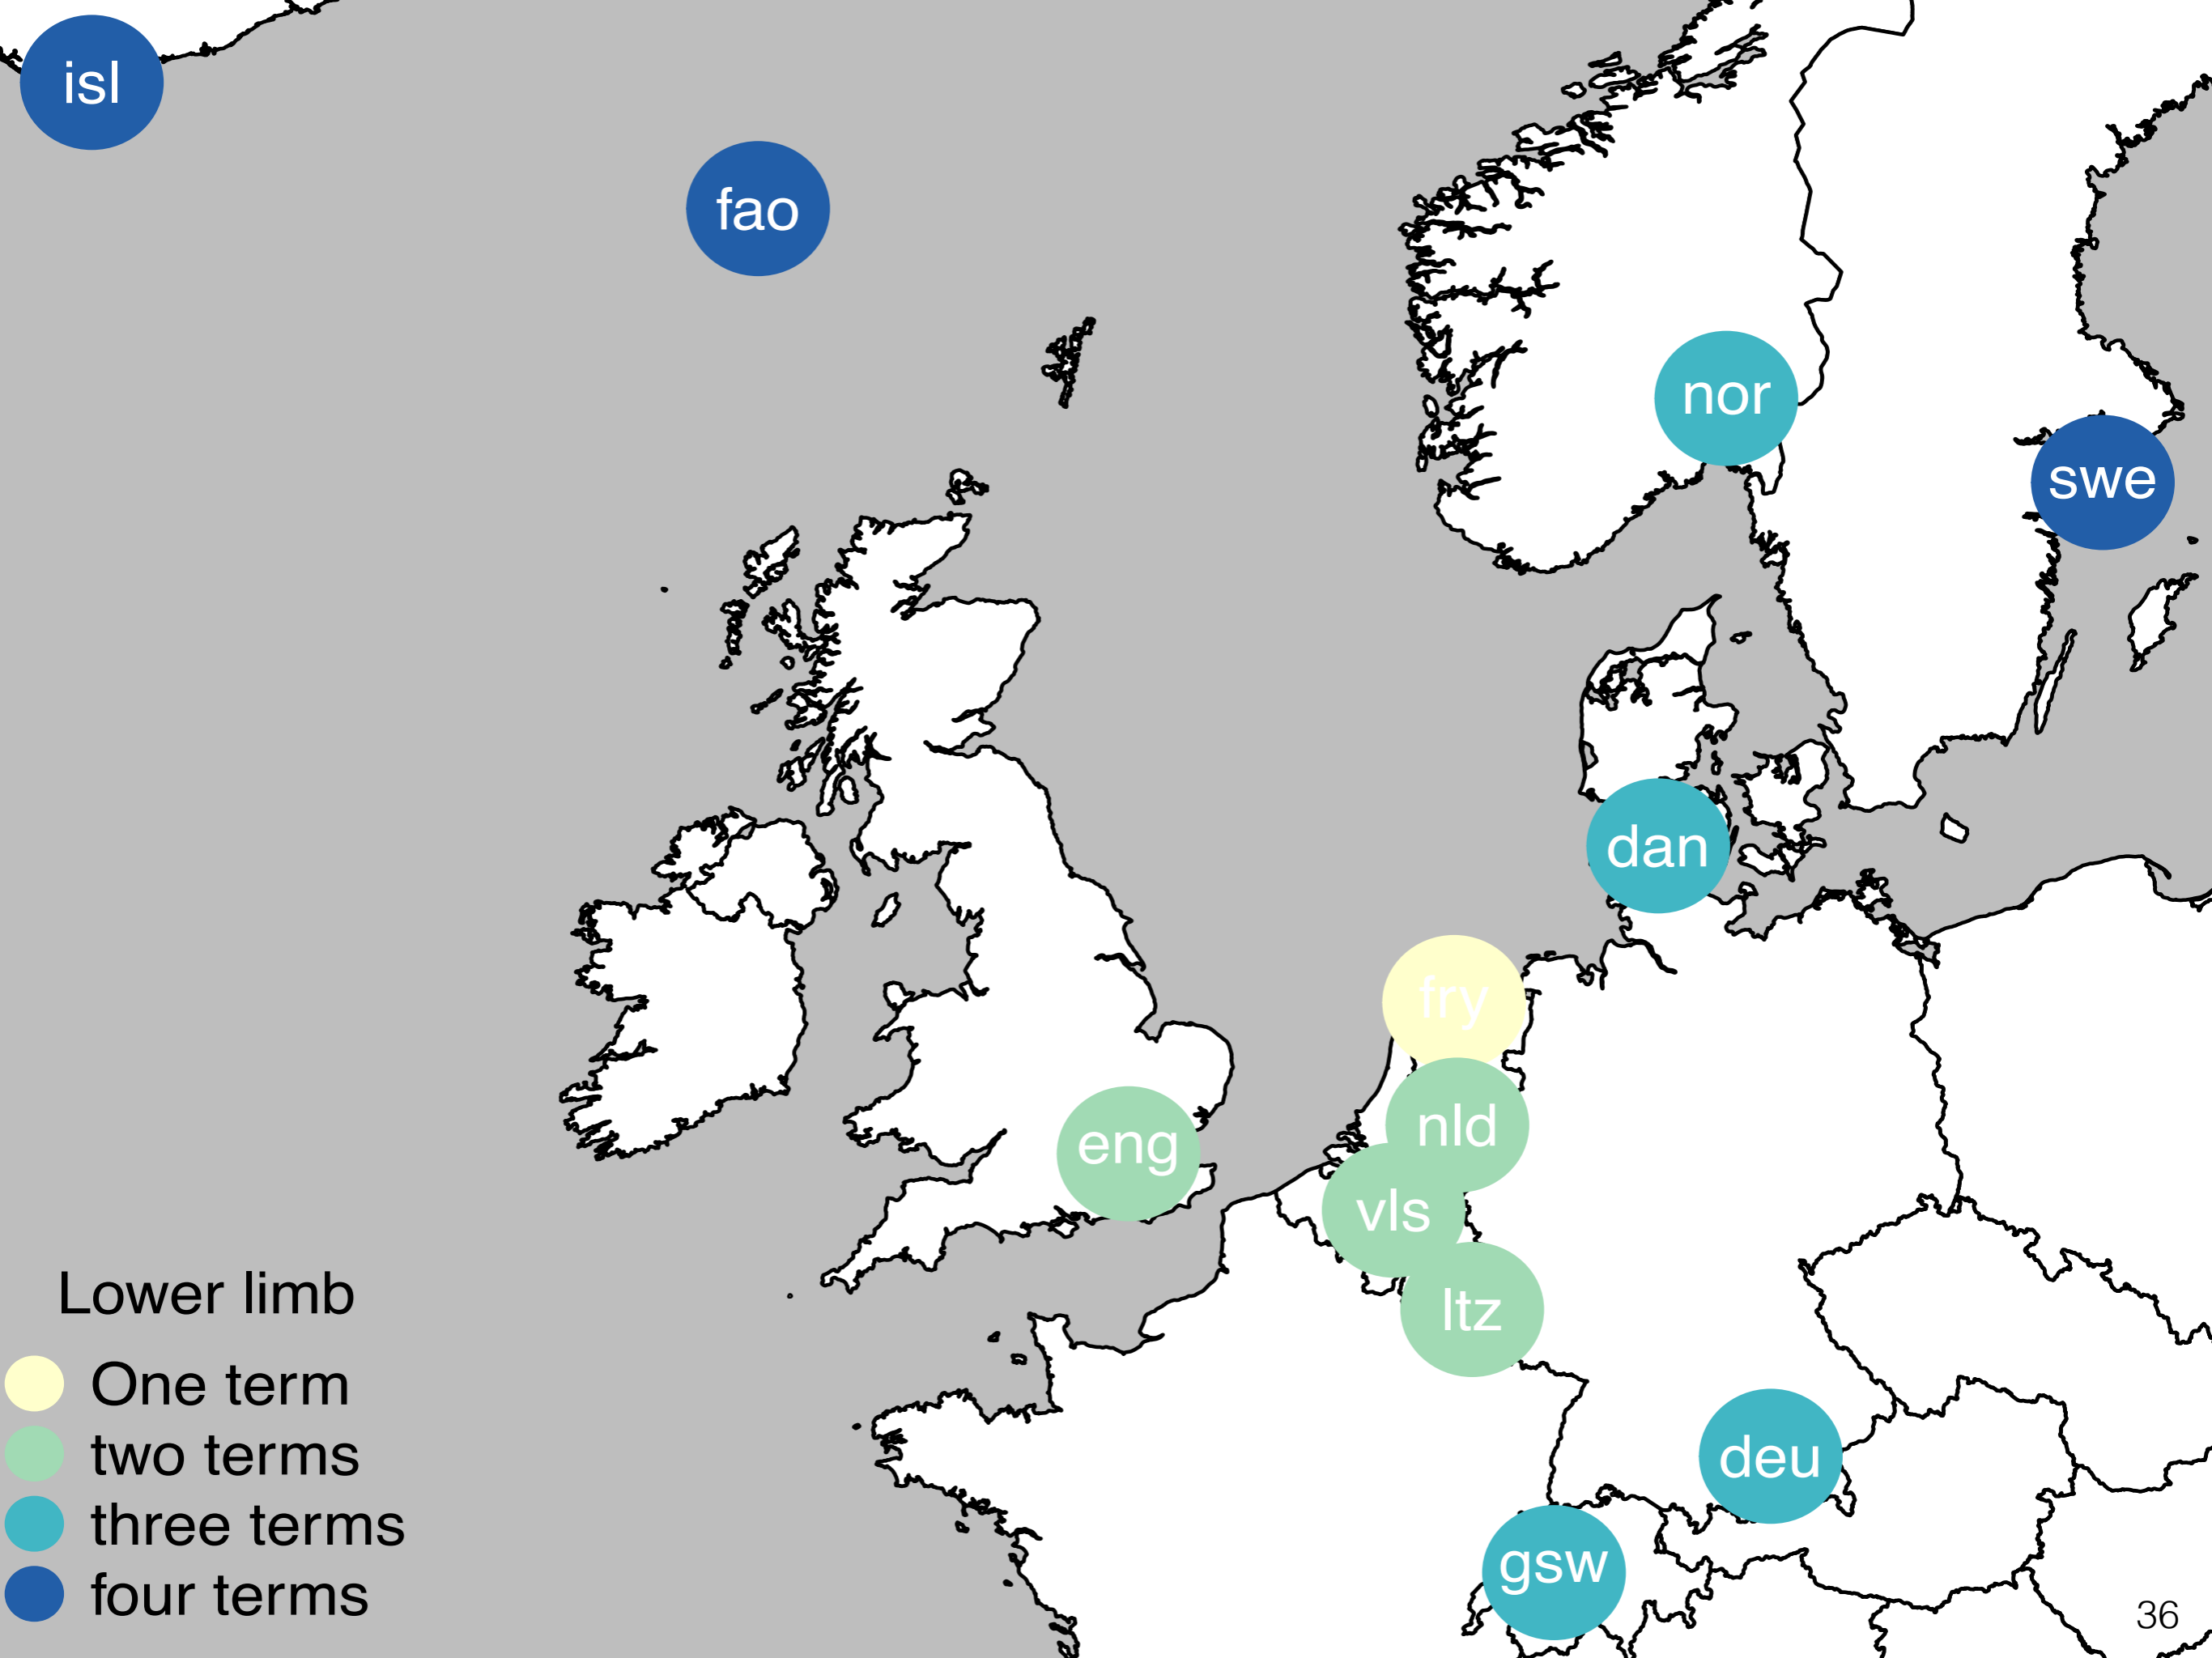 isl
fao
nor
swe
dan
fry
nld
eng
vls
ltz
deu
gsw
Lower limb
One term
two terms
three terms
four terms
36